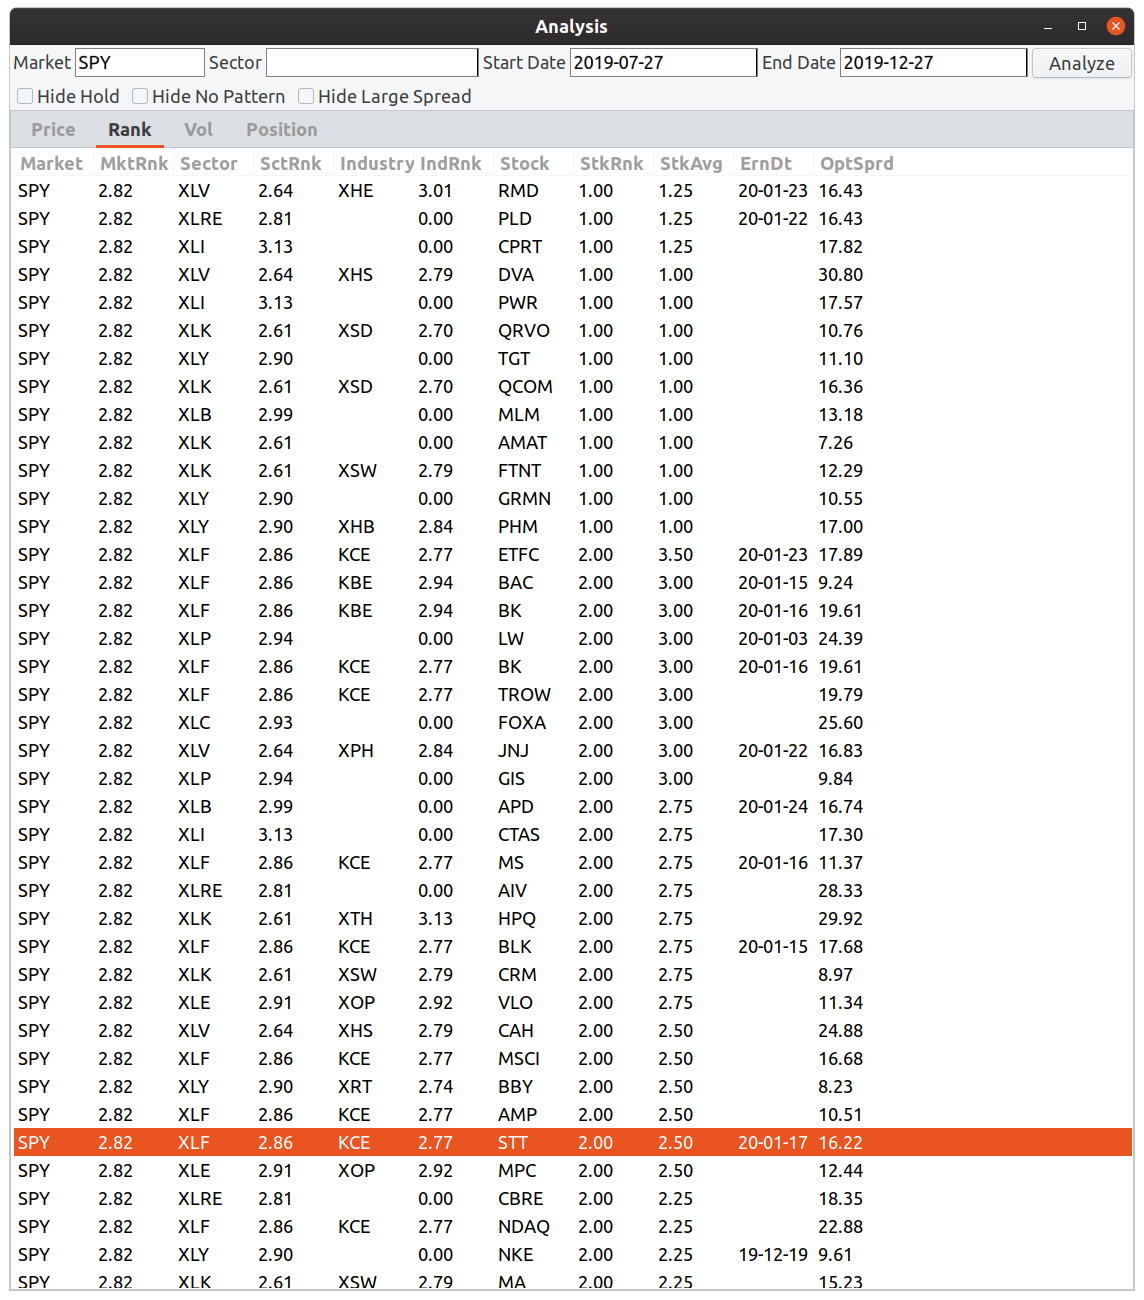 Analysis
Market SPY Sector Start Date 2019-07-27 End Date 2019-12-27 Analyze
Hide Hold Hide No Pattern Hide Large Spread
Price Rank Vol Position
Market MktRnk Sector SctRnk Industry IndRnk Stock StkRnk StkAvg ErnDt OptSprd
SPY 2.82 XLV 2.64 XHE 3.01 RMD 1.00 1.25 20-01-23 16.43
SPY 2.82 XLRE 2.81 0.00 PLD 1.00 1.25 20-01-22 16.43
SPY 2.82 XLI 3.13 0.00 CPRT 1.00 1.25 17.82
SPY 2.82 XLV 2.64 XHS 2.79 DVA 1.00 1.00 30.80
SPY 2.82 XLI 3.13 0.00 PWR 1.00 1.00 17.57
SPY 2.82 XLK 2.61 XSD 2.70 QRVO 1.00 1.00 10.76
SPY 2.82 XLY 2.90 0.00 TGT 1.00 1.00 11.10
SPY 2.82 XLK 2.61 XSD 2.70 QCOM 1.00 1.00 16.36
SPY 2.82 XLB 2.99 0.00 MLM 1.00 1.00 13.18
SPY 2.82 XLK 2.61 0.00 AMAT 1.00 1.00 7.26
SPY 2.82 XLK 2.61 XSW 2.79 FTNT 1.00 1.00 12.29
SPY 2.82 XLY 2.90 0.00 GRMN 1.00 1.00 10.55
SPY 2.82 XLY 2.90 XHB 2.84 PHM 1.00 1.00 17.00
SPY 2.82 XLF 2.86 KCE 2.77 ETFC 2.00 3.50 20-01-23 17.89
SPY 2.82 XLF 2.86 KBE 2.94 BAC 2.00 3.00 20-01-15 9.24
SPY 2.82 XLF 2.86 KBE 2.94 BK 2.00 3.00 20-01-16 19.61
SPY 2.82 XLP 2.94 0.00 LW 2.00 3.00 20-01-03 24.39
SPY 2.82 XLF 2.86 KCE 2.77 BK 2.00 3.00 20-01-16 19.61
SPY 2.82 XLF 2.86 KCE 2.77 TROW 2.00 3.00 19.79
SPY 2.82 XLC 2.93 0.00 FOXA 2.00 3.00 25.60
SPY 2.82 XLV 2.64 XPH 2.84 JNJ 2.00 3.00 20-01-22 16.83
SPY 2.82 XLP 2.94 0.00 GIS 2.00 3.00 9.84
SPY 2.82 XLB 2.99 0.00 APD 2.00 2.75 20-01-24 16.74
SPY 2.82 XLI 3.13 0.00 CTAS 2.00 2.75 17.30
SPY 2.82 XLF 2.86 KCE 2.77 MS 2.00 2.75 20-01-16 11.37
SPY 2.82 XLRE 2.81 0.00 AIV 2.00 2.75 28.33
SPY 2.82 XLK 2.61 XTH 3.13 HPQ 2.00 2.75 29.92
SPY 2.82 XLF 2.86 KCE 2.77 BLK 2.00 2.75 20-01-15 17.68
SPY 2.82 XLK 2.61 XSW 2.79 CRM 2.00 2.75 8.97
SPY 2.82 XLE 2.91 XOP 2.92 VLO 2.00 2.75 11.34
SPY 2.82 XLV 2.64 XHS 2.79 CAH 2.00 2.50 24.88
SPY 2.82 XLF 2.86 KCE 2.77 MSCI 2.00 2.50 16.68
SPY 2.82 XLY 2.90 XRT 2.74 BBY 2.00 2.50 8.23
SPY 2.82 XLF 2.86 KCE 2.77 AMP 2.00 2.50 10.51
SPY 2.82 XLF 2.86 KCE 2.77 STT 2.00 2.50 20-01-17 16.22
SPY 2.82 XLE 2.91 XOP 2.92 MPC 2.00 2.50 12.44
SPY 2.82 XLRE 2.81 0.00 CBRE 2.00 2.25 18.35
SPY 2.82 XLF 2.86 KCE 2.77 NDAQ 2.00 2.25 22.88
SPY 2.82 XLY 2.90 0.00 NKE 2.00 2.25 19-12-19 9.61
SPY 2.82 XLK 2.61 XSW 2.79 MA 2.00 2.25 15.23